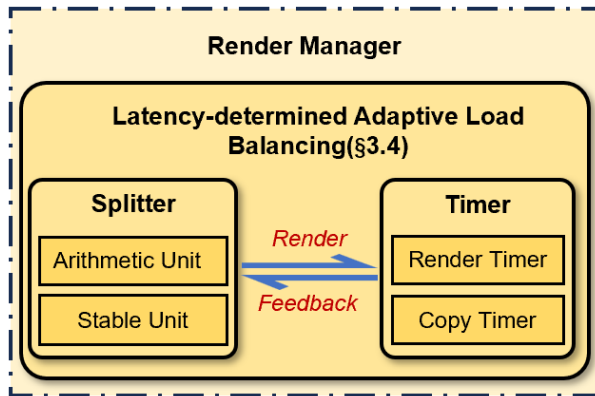 Render Manager
Latency-determined Adaptive Load
Balancing(§3.4)
Splitter
Arithmetic Unit
Stable Unit
Render
Feedback
Timer
Render Timer
Copy Timer